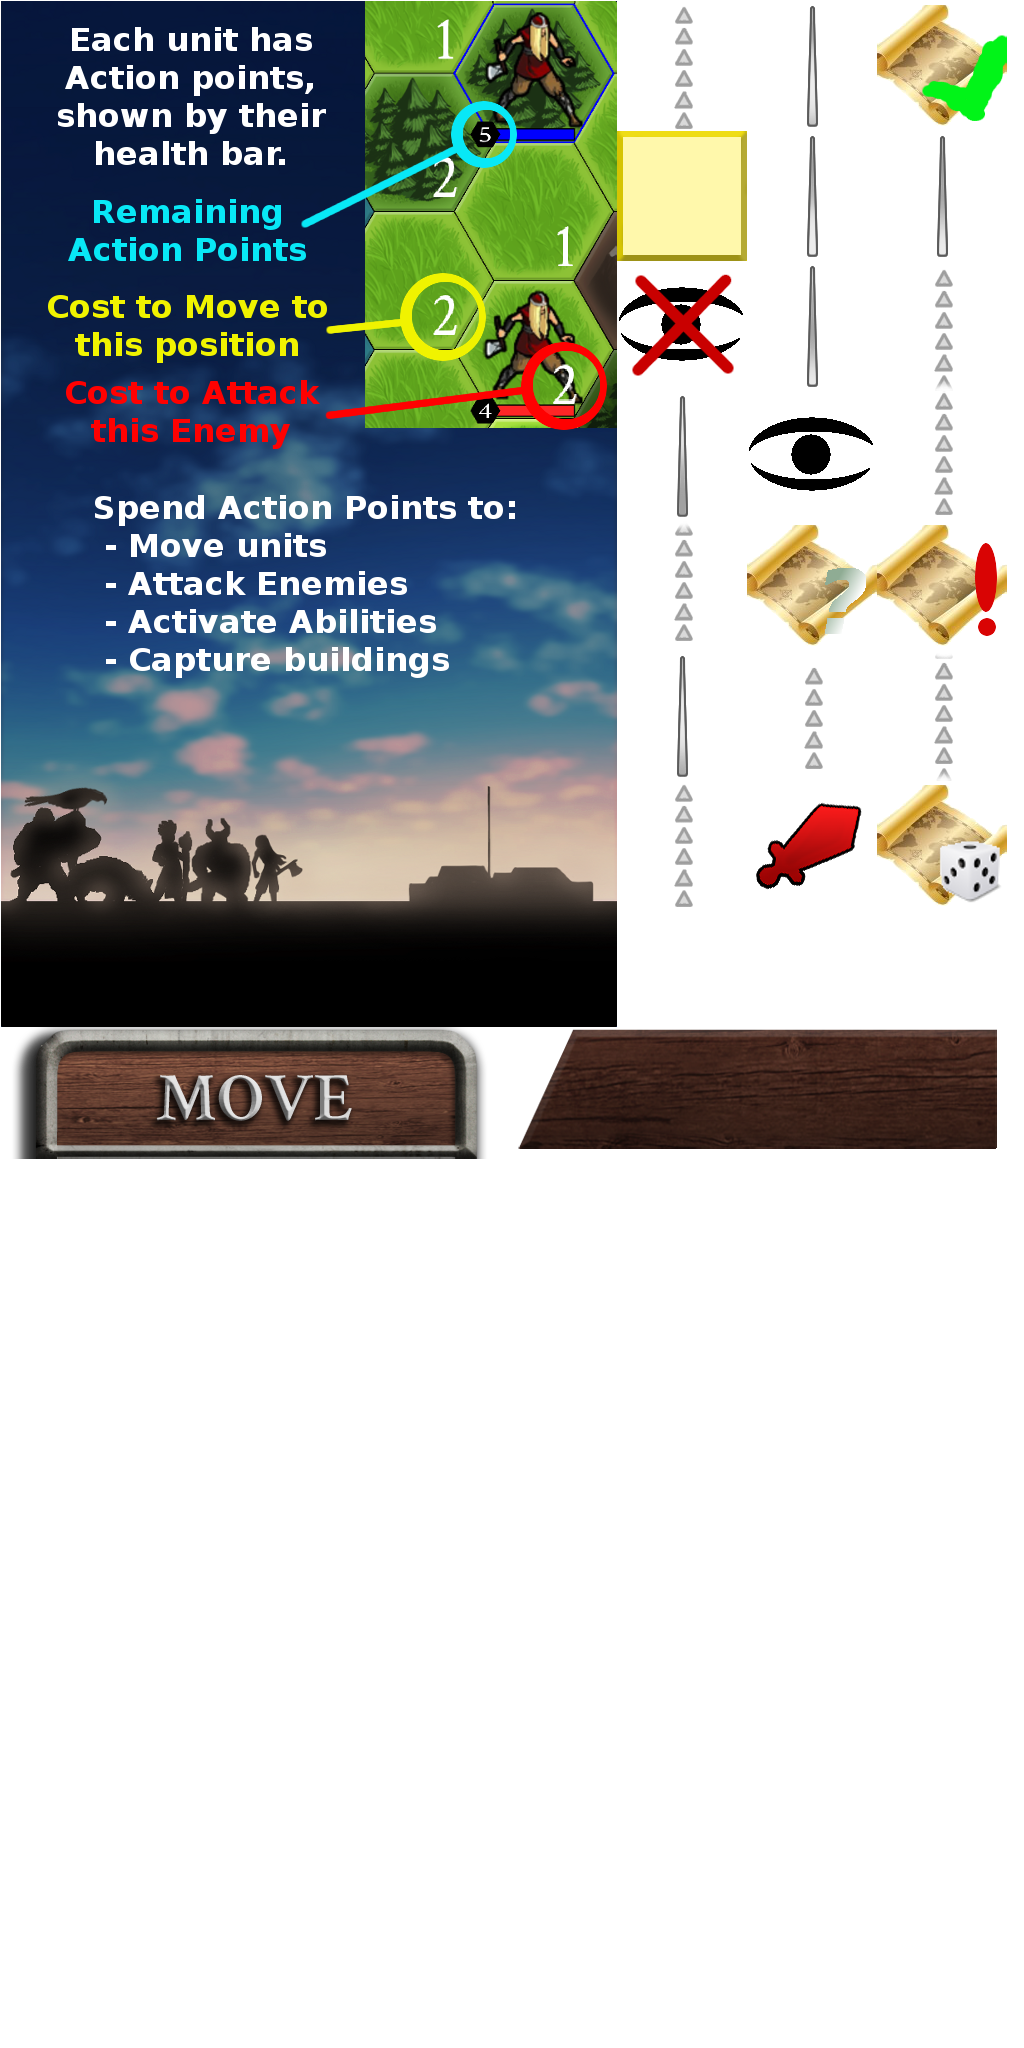 Each unit has
Action points,
shown by their
health bar.
Remaining
Action Points
Cost to Move to
this position
Cost to Attack
this Enemy
1
5
2
1
2
2
4
Spend Action Points to:
- Move units
- Attack Enemies
- Activate Abilities
- Capture buildings
?
!
MOVE